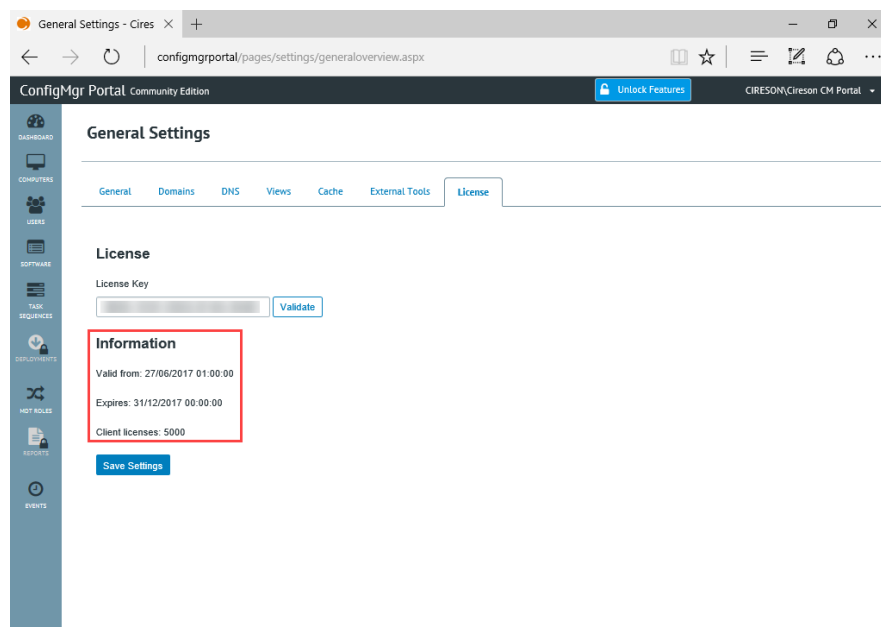 General Settings - Cires
configmgrportal/pages/settings/generaloverview.aspx
ConfigMgr Portal Community Edition
Unlock Features
CIRESON\Cireson CM Portal
DASHBOARD
COMPUTERS
USERS
SOFTWARE
TASK
SEQUENCES
DEPLOYMENTS
MDT ROLES
REPORTS
EVENTS
General Settings
General Domains DNS Views Cache External Tools License
License
License Key
Validate
Information
Valid from: 27/06/2017 01:00:00
Expires: 31/12/2017 00:00:00
Client licenses: 5000
Save Settings